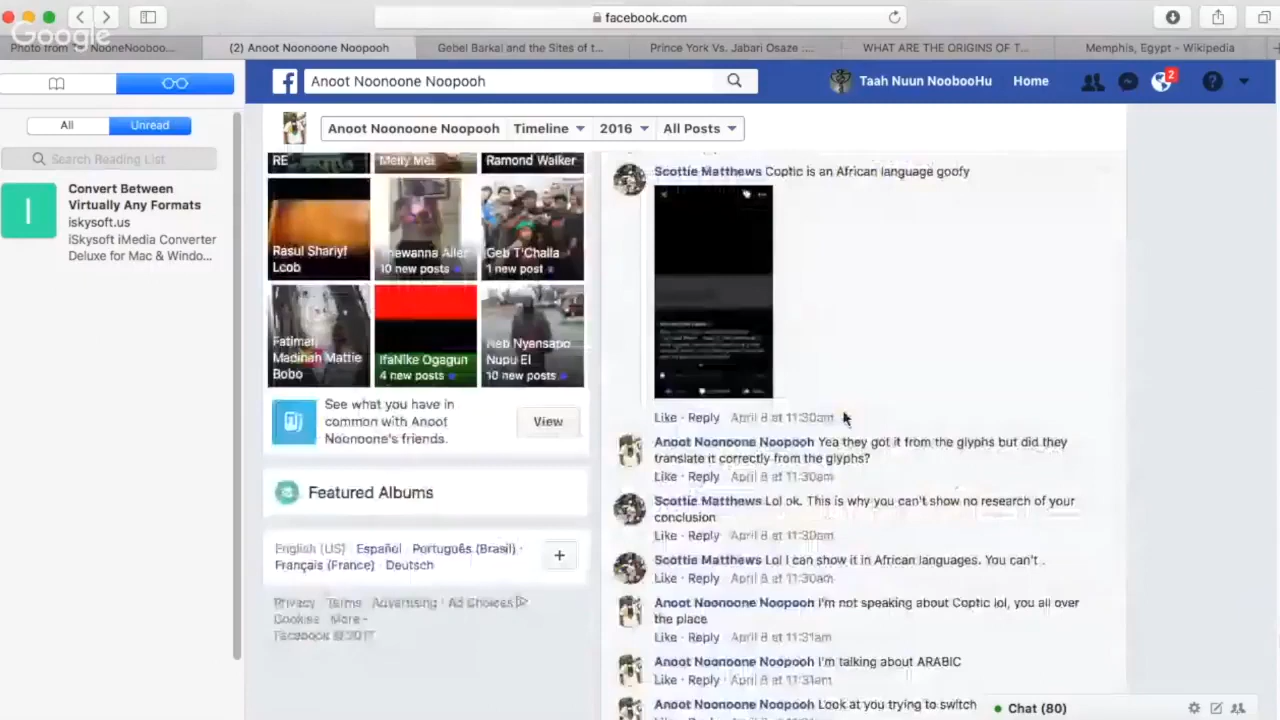 facebook.com
Google
Photo from T NooneNooboo...
(2) Anoot Noonoone Noopooh
Gebel Barkal and the Sites of t...
Prince York Vs. Jabari Osaze :...
WHAT ARE THE ORIGINS OF T...
Memphis, Egypt - Wikipedia
Anoot Noonoone Noopooh
Taah Nuun NoobooHu
Home
2
All
Unread
Search Reading List
Convert Between
Virtually Any Formats
iskysoft.us
iSkysoft iMedia Converter
Deluxe for Mac & Windo...
Anoot Noonoone Noopooh
Timeline
2016
All Posts
RE
Melly Mel
Ramond Walker
Rasul Shariyf
10 new posts
Geb T'Challa
1 new post
Madinah Mattie
Bobo
IfaNike Ogagun
4 new posts
Neb Nyansapo
Nupu El
10 new posts
See what you have in
common with Anoot
Noonoone's friends.
View
Featured Albums
English (US) · Español · Português (Brasil) ·
Français (France) · Deutsch
Privacy · Terms · Advertising · Ad Choices
Cookies · More
Facebook © 2017
Scottie Matthews Coptic is an African language goofy
Like · Reply · April 8 at 11:30am
Anoot Noonoone Noopooh Yea they got it from the glyphs but did they
translate it correctly from the glyphs?
Like · Reply · April 8 at 11:30am
Scottie Matthews Lol ok. This is why you can't show no research of your
conclusion
Like · Reply · April 8 at 11:30am
Scottie Matthews Lol I can show it in African languages. You can't .
Like · Reply · April 8 at 11:30am
Anoot Noonoone Noopooh I'm not speaking about Coptic lol, you all over
the place
Like · Reply · April 8 at 11:31am
Anoot Noonoone Noopooh I'm talking about ARABIC
Like · Reply · April 8 at 11:31am
Anoot Noonoone Noopooh Look at you trying to switch
Chat (80)